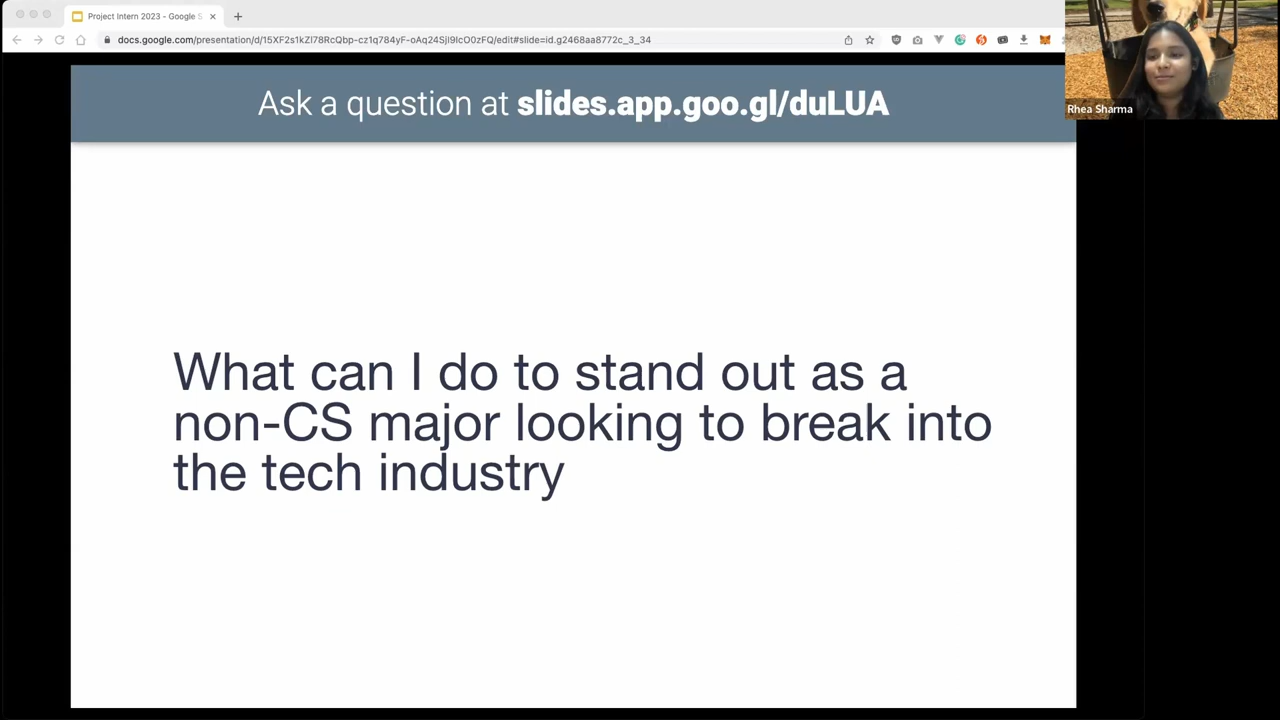 Project Intern 2023 - Google S
docs.google.com/presentation/d/15XF2s1kZl78RcQbp-cz1q784yF-oAq24SjI9IcO0zFQ/edit#slide=id.g2468aa8772c_3_34
Rhea Sharma
Ask a question at slides.app.goo.gl/duLUA
What can I do to stand out as a
non-CS major looking to break into
the tech industry